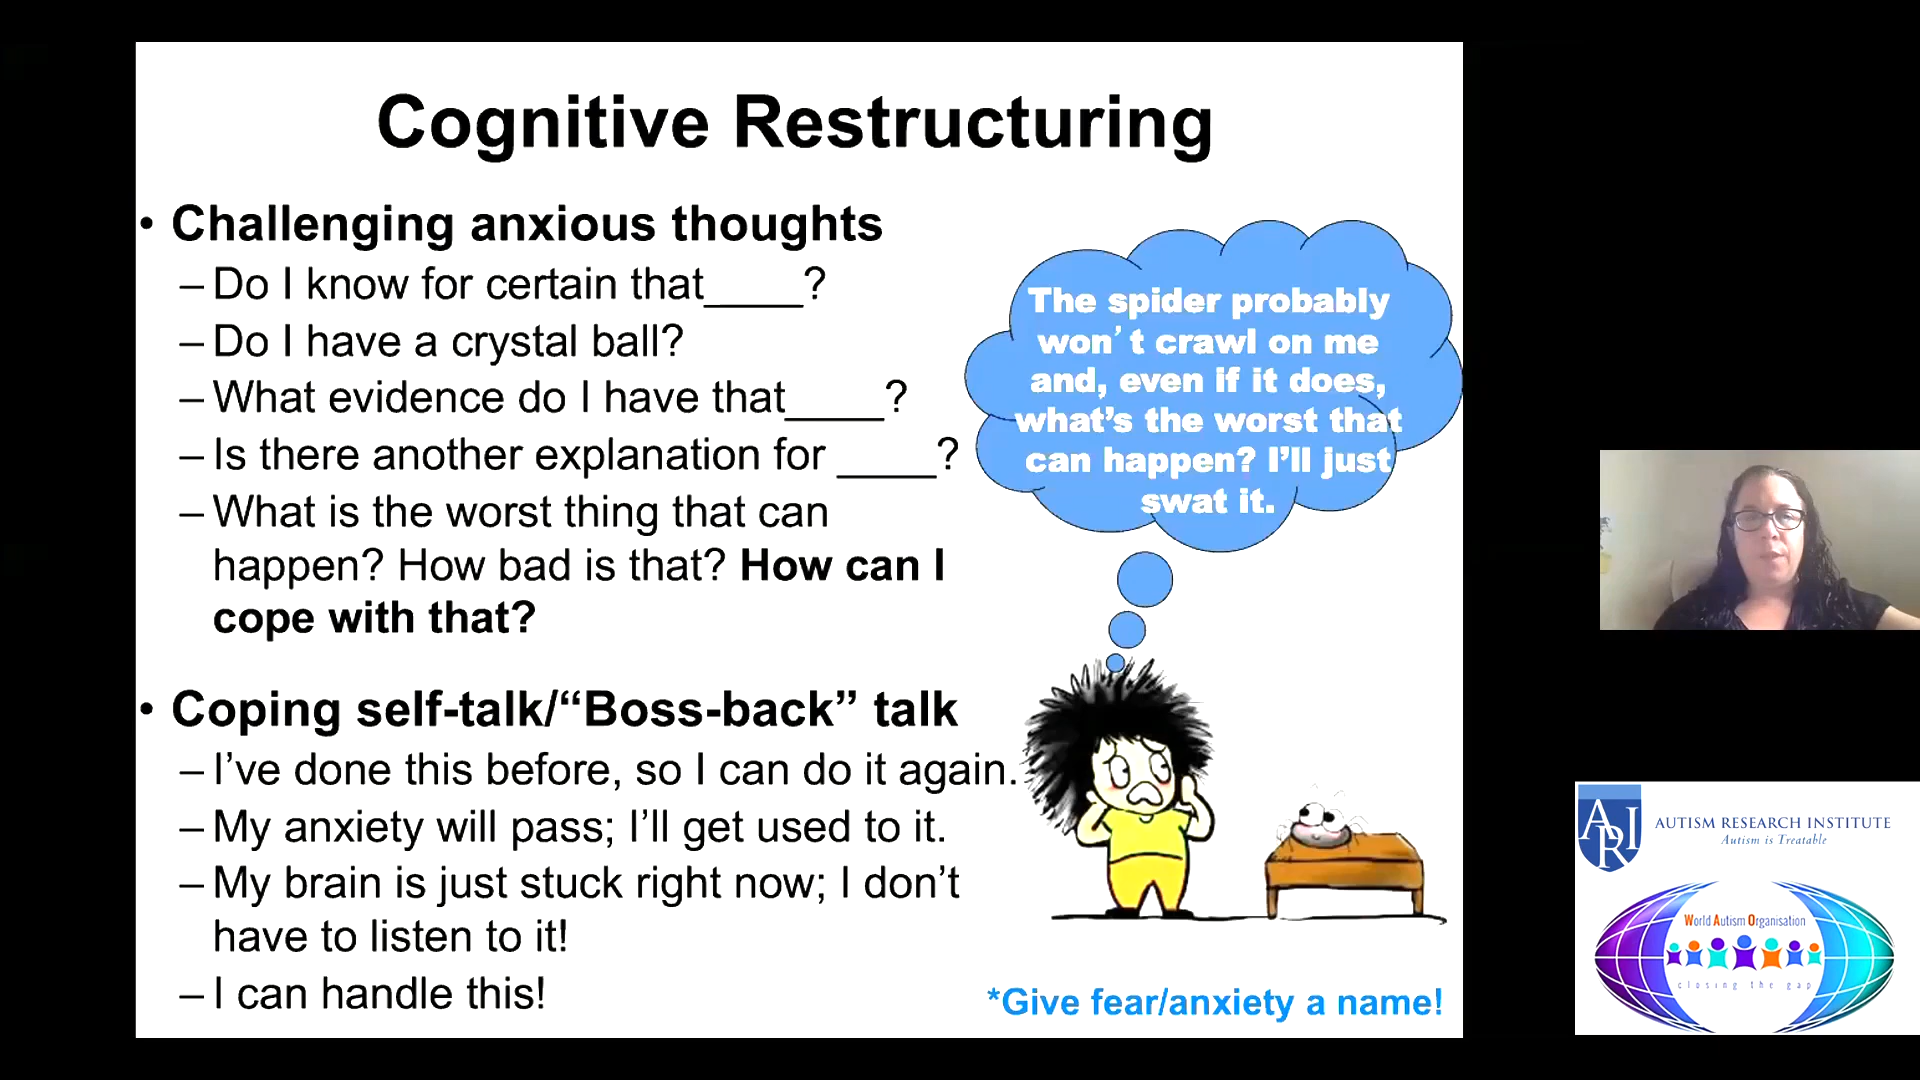 Cognitive Restructuring
• Challenging anxious thoughts
– Do I know for certain that____?
– Do I have a crystal ball?
– What evidence do I have that____?
– Is there another explanation for ____?
– What is the worst thing that can
happen? How bad is that? How can I
cope with that?
• Coping self-talk/“Boss-back” talk
– I’ve done this before, so I can do it again.
– My anxiety will pass; I’ll get used to it.
– My brain is just stuck right now; I don’t
have to listen to it!
– I can handle this!
The spider probably
won’t crawl on me
and, even if it does,
what’s the worst that
can happen? I’ll just
swat it.
*Give fear/anxiety a name!
ARI
AUTISM RESEARCH INSTITUTE
Autism is Treatable
World Autism Organisation
closing the gap